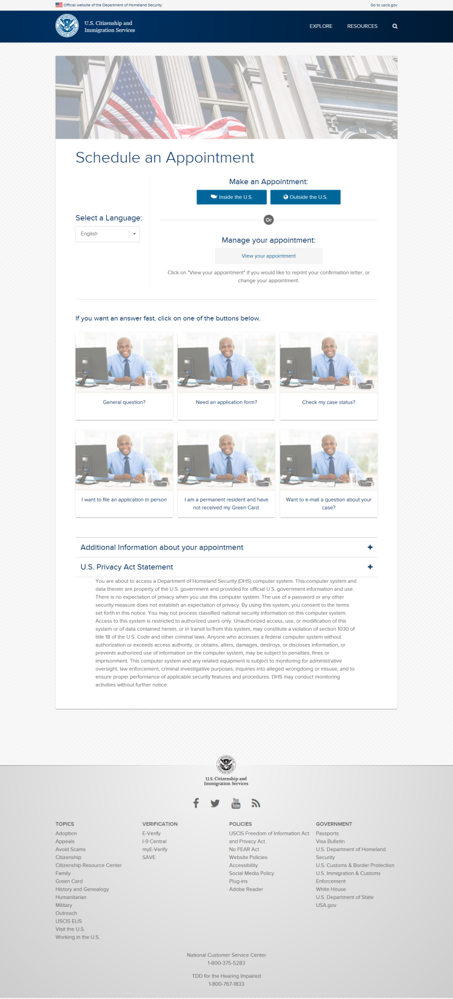 Official website of the Department of Homeland Security
Go to uscis.gov
U.S. Citizenship and
Immigration Services
EXPLORE
RESOURCES
Schedule an Appointment
Make an Appointment:
Inside the U.S.
Outside the U.S.
Select a Language:
English
Or
Manage your appointment:
View your appointment
Click on "View your appointment" if you would like to reprint your confirmation letter, or
change your appointment.
If you want an answer fast, click on one of the buttons below.
General question?
Need an application form?
Check my case status?
I want to file an application in person
I am a permanent resident and have
not received my Green Card.
Want to e-mail a question about your
case?
Additional Information about your appointment
U.S. Privacy Act Statement
You are about to access a Department of Homeland Security (DHS) computer system. This computer system and
data therein are property of the U.S. government and provided for official U.S. government information and use.
There is no expectation of privacy when you use this computer system. The use of a password or any other
security measure does not establish an expectation of privacy. By using this system, you consent to the terms
set forth in this notice. You may not process classified national security information on this computer system.
Access to this system is restricted to authorized users only. Unauthorized access, use, or modification of this
system or of data contained herein, or in transit to/from this system, may constitute a violation of section 1030 of
title 18 of the U.S. Code and other criminal laws. Anyone who accesses a federal computer system without
authorization or exceeds access authority, or obtains, alters, damages, destroys, or discloses information, or
prevents authorized use of information on the computer system, may be subject to penalties, fines or
imprisonment. This computer system and any related equipment is subject to monitoring for administrative
oversight, law enforcement, criminal investigative purposes, inquiries into alleged wrongdoing or misuse, and to
ensure proper performance of applicable security features and procedures. DHS may conduct monitoring
activities without further notice.
U.S. Citizenship and
Immigration Services
You
Tube
TOPICS
Adoption
Appeals
Avoid Scams
Citizenship
Citizenship Resource Center
Family
Green Card
History and Genealogy
Humanitarian
Military
Outreach
USCIS ELIS
Visit the U.S.
Working in the U.S.
VERIFICATION
E-Verify
I-9 Central
myE-Verify
SAVE
POLICIES
USCIS Freedom of Information Act
and Privacy Act
No FEAR Act
Website Policies
Accessibility
Social Media Policy
Plug-ins
Adobe Reader
GOVERNMENT
Passports
Visa Bulletin
U.S. Department of Homeland
Security
U.S. Customs & Border Protection
U.S. Immigration & Customs
Enforcement
White House
U.S. Department of State
USA.gov
National Customer Service Center
1-800-375-5283
TDD for the Hearing Impaired
1-800-767-1833